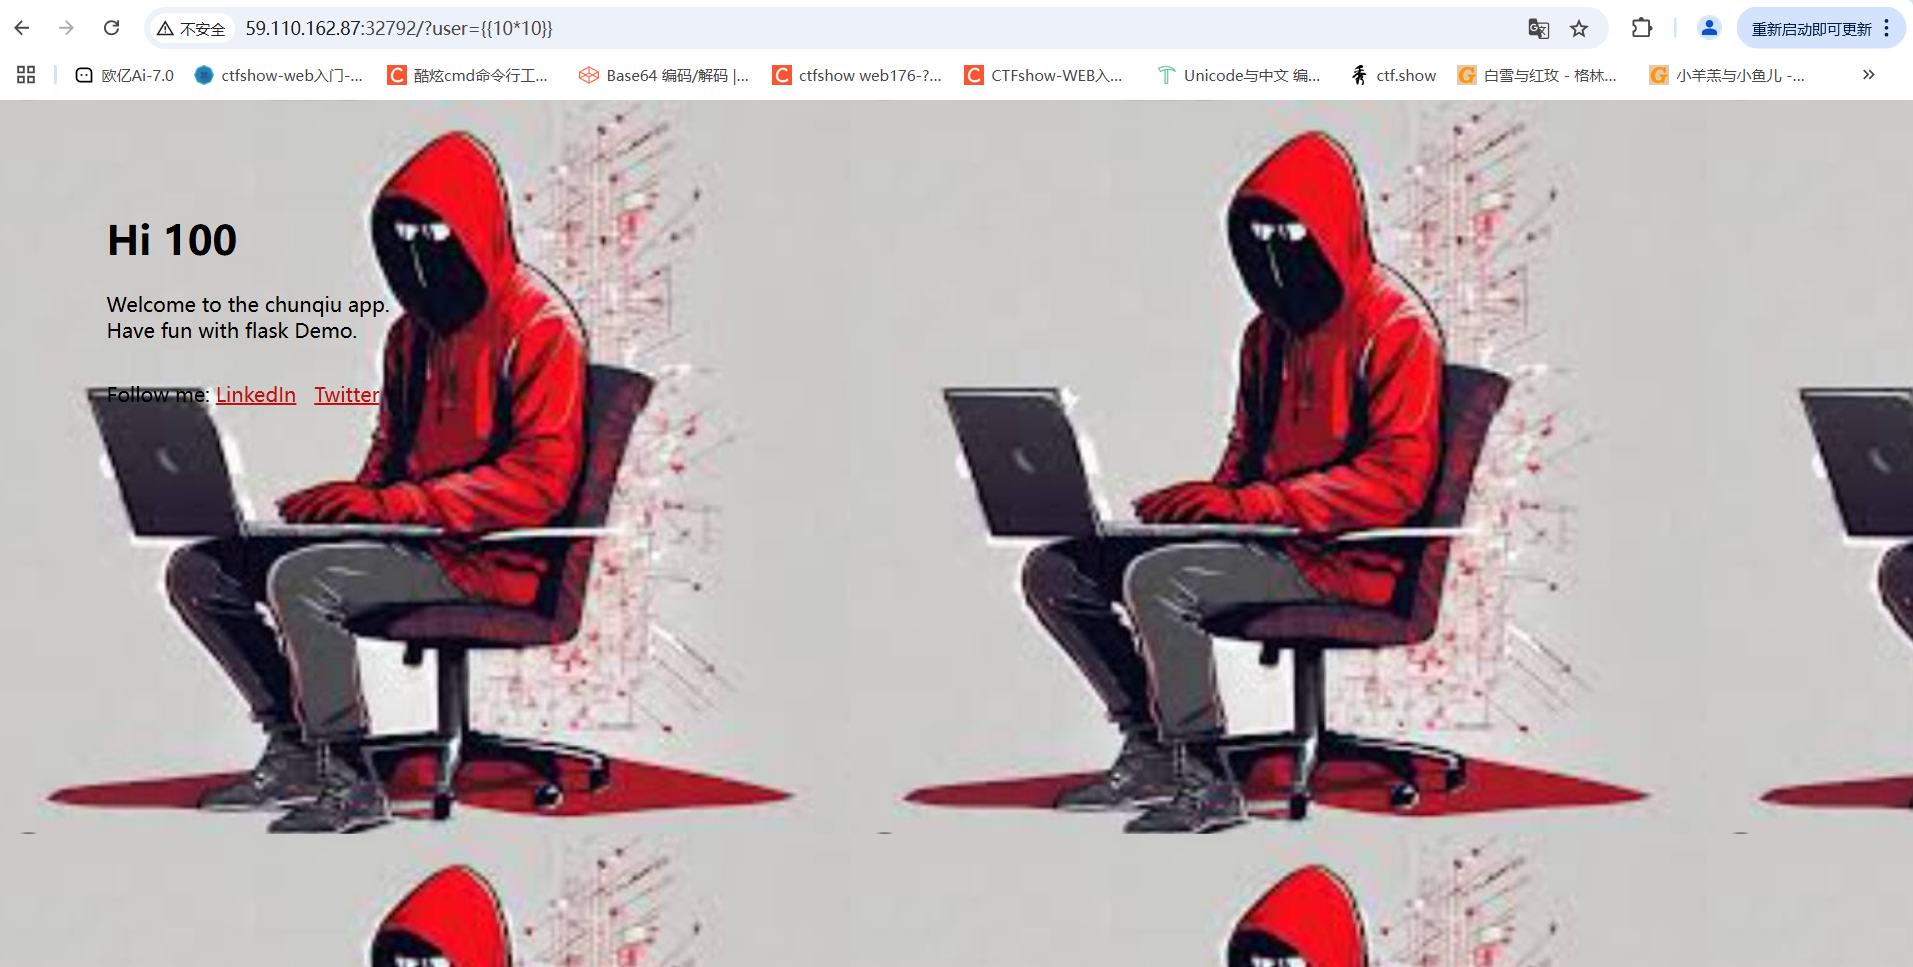 不安全 59.110.162.87:32792/?user={{10*10}} 重新启动即可更新
欧亿Ai-7.0 ctfshow-web入门-... 酷炫cmd命令行工... Base64 编码/解码 |... ctfshow web176-?... CTFshow-WEB入... Unicode与中文 编... ctf.show 白雪与红玫 - 格林... 小羊羔与小鱼儿 -...
Hi 100
Welcome to the chunqiu app.
Have fun with flask Demo.
Follow me: LinkedIn Twitter